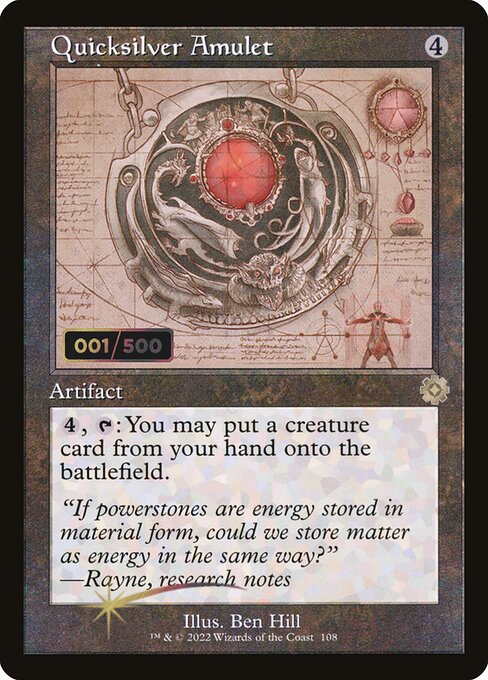 Quicksilver Amulet 4
001/500
Artifact
4, T: You may put a creature
card from your hand onto the
battlefield.
“If powerstones are energy stored in
material form, could we store matter
as energy in the same way?”
—Rayne, research notes
Illus. Ben Hill
™ & © 2022 Wizards of the Coast 108